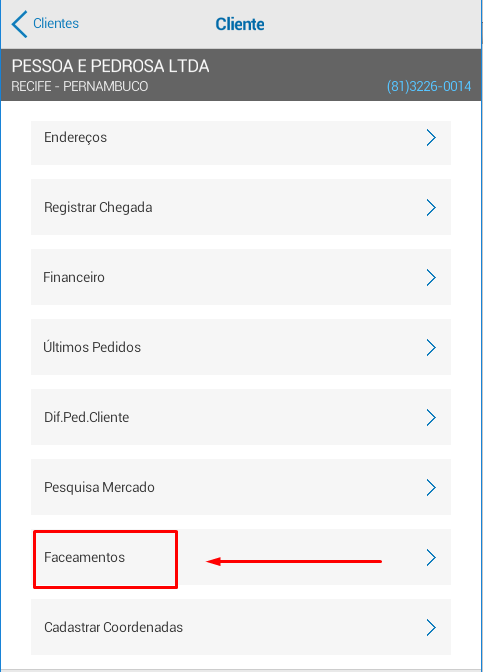 Clientes
Cliente
PESSOA E PEDROSA LTDA
RECIFE - PERNAMBUCO
(81)3226-0014
Endereços
Registrar Chegada
Financeiro
Últimos Pedidos
Dif.Ped.Cliente
Pesquisa Mercado
Faceamentos
Cadastrar Coordenadas